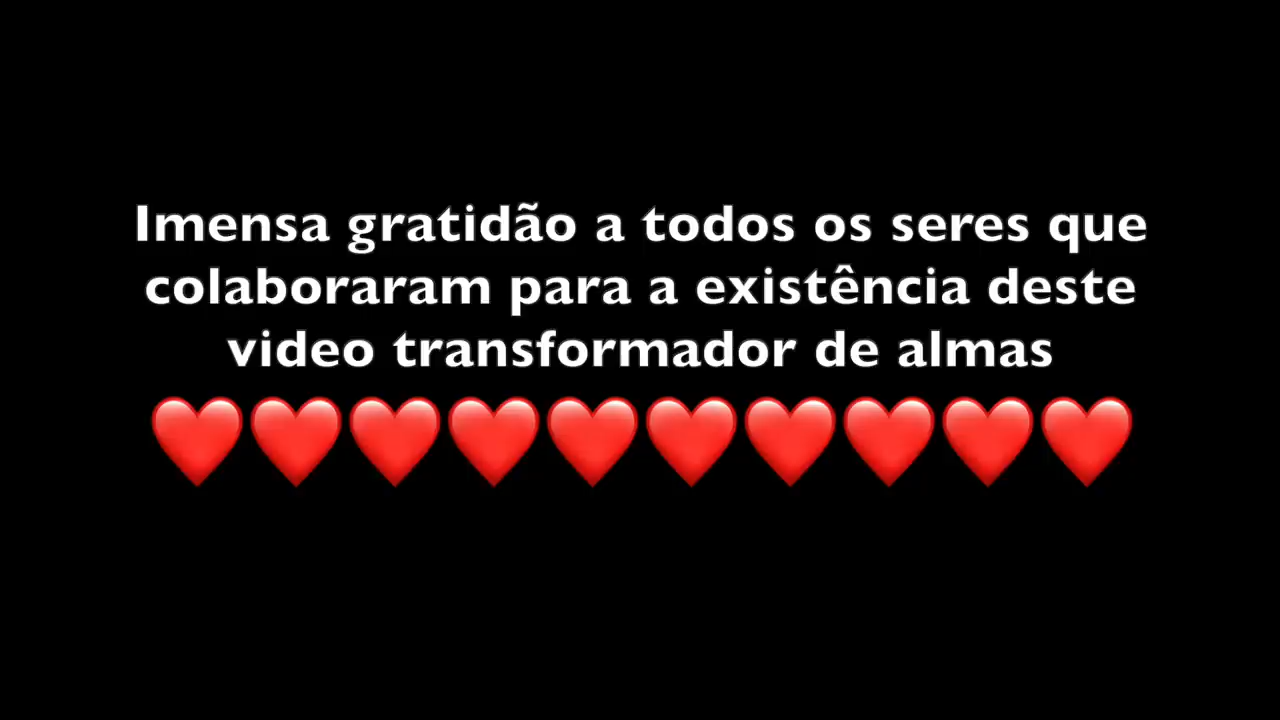 Imensa gratidão a todos os seres que
colaboraram para a existência deste
video transformador de almas
❤️❤️❤️❤️❤️❤️❤️❤️❤️❤️